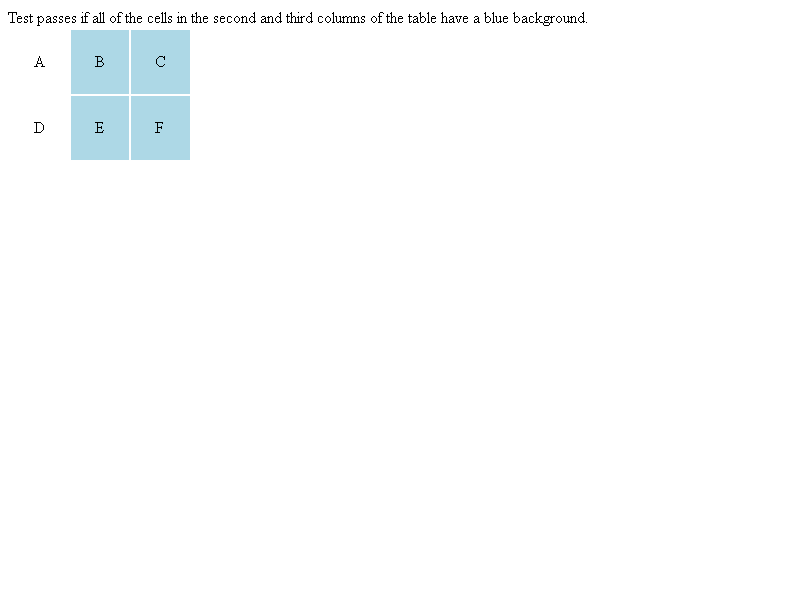 Test passes if all of the cells in the second and third columns of the table have a blue background.
A B C
D E F